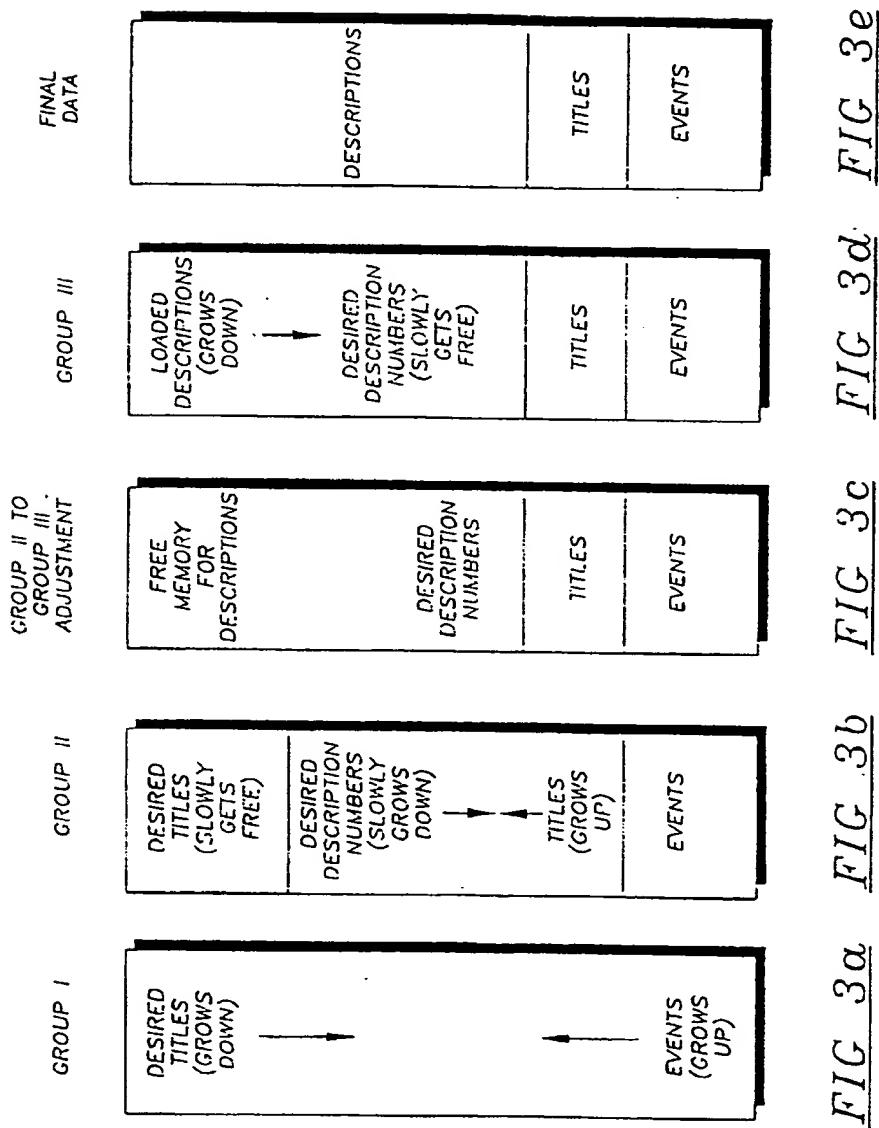 GROUP I
DESIRED
TITLES
(GROWS
DOWN)
EVENTS
(GROWS
UP)
FIG 3a
GROUP II
DESIRED
TITLES
(SLOWLY
GETS
FREE)
DESIRED
DESCRIPTION
NUMBERS
(SLOWLY
GROWS
DOWN)
TITLES
(GROWS
UP)
EVENTS
FIG 3b
GROUP II TO
GROUP III
ADJUSTMENT
FREE
MEMORY
FOR
DESCRIPTIONS
DESIRED
DESCRIPTION
NUMBERS
TITLES
EVENTS
FIG 3c
GROUP III
LOADED
DESCRIPTIONS
(GROWS
DOWN)
DESIRED
DESCRIPTION
NUMBERS
(SLOWLY
GETS
FREE)
TITLES
EVENTS
FIG 3d
FINAL
DATA
DESCRIPTIONS
TITLES
EVENTS
FIG 3e